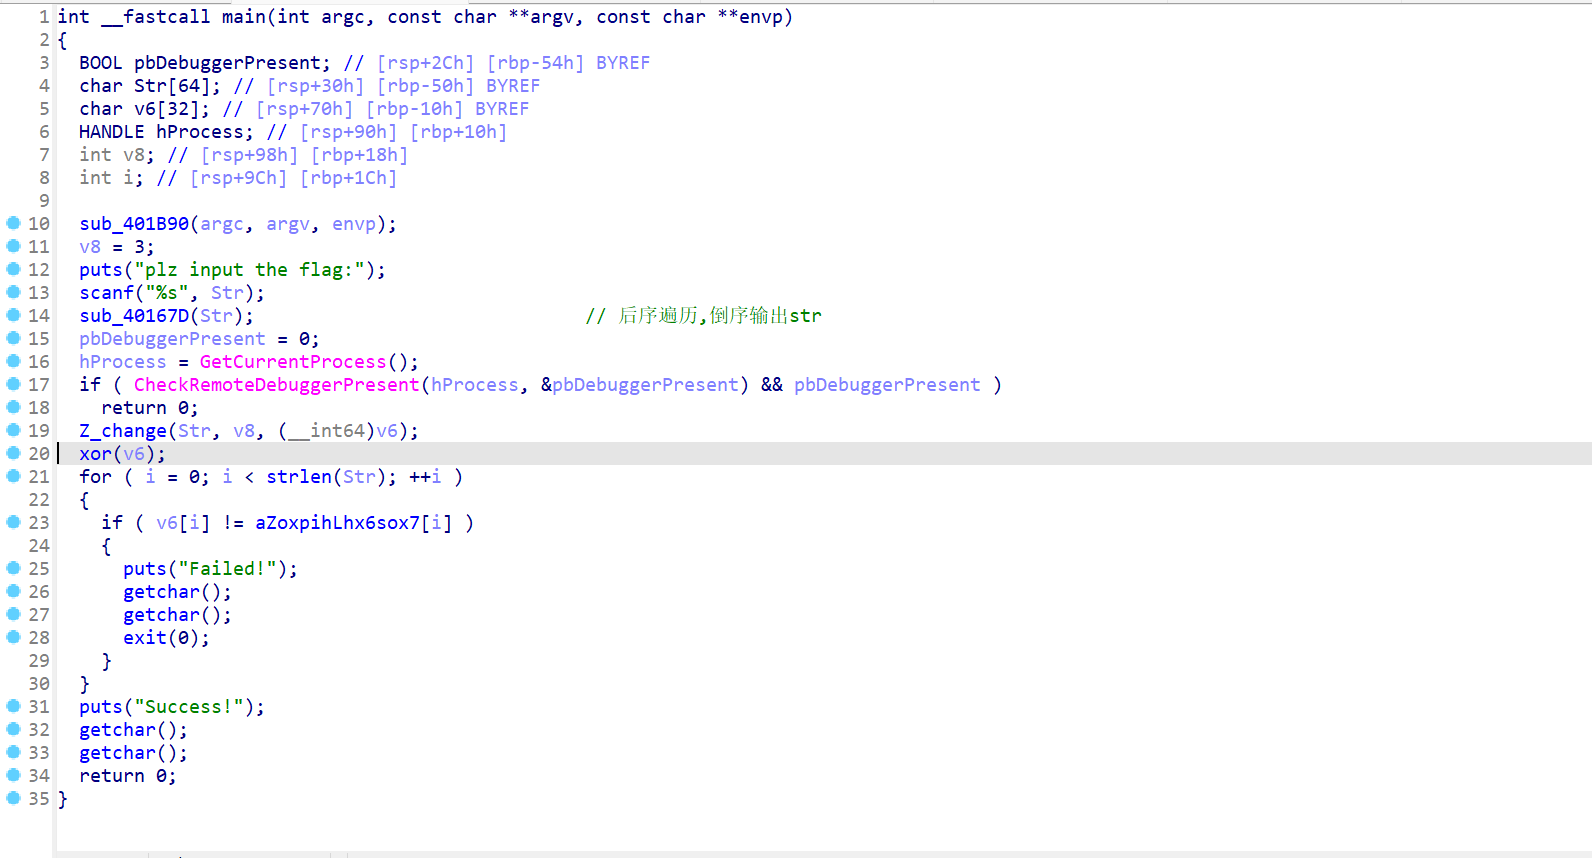 1 int __fastcall main(int argc, const char **argv, const char **envp)
2 {
3 BOOL pbDebuggerPresent; // [rsp+2Ch] [rbp-54h] BYREF
4 char Str[64]; // [rsp+30h] [rbp-50h] BYREF
5 char v6[32]; // [rsp+70h] [rbp-10h] BYREF
6 HANDLE hProcess; // [rsp+90h] [rbp+10h]
7 int v8; // [rsp+98h] [rbp+18h]
8 int i; // [rsp+9Ch] [rbp+1Ch]
9
10 sub_401B90(argc, argv, envp);
11 v8 = 3;
12 puts("plz input the flag:");
13 scanf("%s", Str);
14 sub_40167D(Str); // 后序遍历,倒序输出str
15 pbDebuggerPresent = 0;
16 hProcess = GetCurrentProcess();
17 if ( CheckRemoteDebuggerPresent(hProcess, &pbDebuggerPresent) && pbDebuggerPresent )
18 return 0;
19 Z_change(Str, v8, (__int64)v6);
20 xor(v6);
21 for ( i = 0; i < strlen(Str); ++i )
22 {
23 if ( v6[i] != aZoxpihLhx6sox7[i] )
24 {
25 puts("Failed!");
26 getchar();
27 getchar();
28 exit(0);
29 }
30 }
31 puts("Success!");
32 getchar();
33 getchar();
34 return 0;
35 }